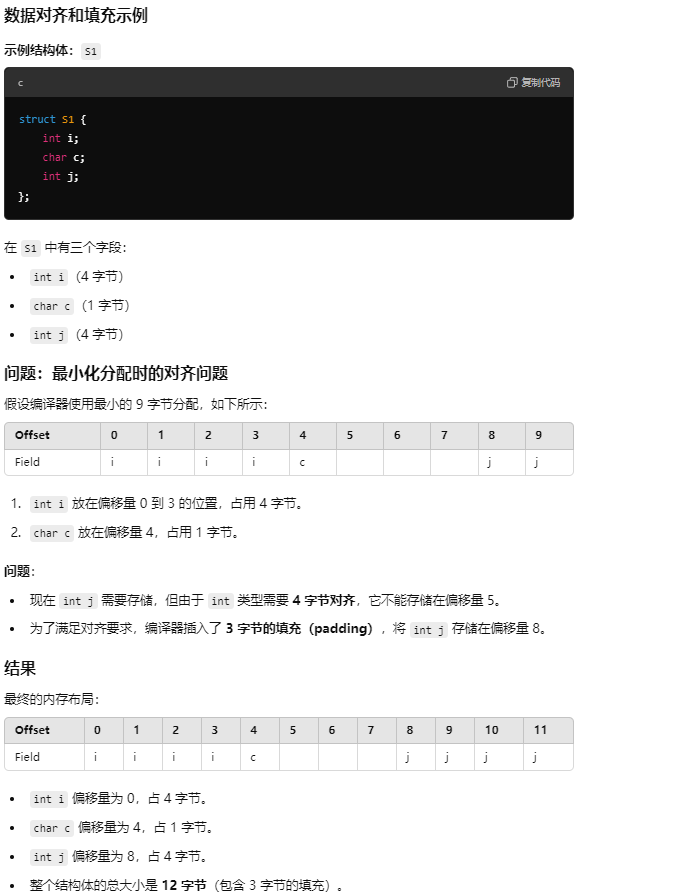 数据对齐和填充示例
示例结构体： S1
c 复制代码
struct S1 {
    int i;
    char c;
    int j;
};
在 S1 中有三个字段：
• int i（4 字节）
• char c（1 字节）
• int j（4 字节）
问题：最小化分配时的对齐问题
假设编译器使用最小的 9 字节分配，如下所示：
Offset 0 1 2 3 4 5 6 7 8 9
Field i i i i c j j
1. int i 放在偏移量 0 到 3 的位置，占用 4 字节。
2. char c 放在偏移量 4，占用 1 字节。
问题：
• 现在 int j 需要存储，但由于 int 类型需要 4 字节对齐，它不能存储在偏移量 5。
• 为了满足对齐要求，编译器插入了 3 字节的填充（padding），将 int j 存储在偏移量 8。
结果
最终的内存布局：
Offset 0 1 2 3 4 5 6 7 8 9 10 11
Field i i i i c j j j j
• int i 偏移量为 0，占 4 字节。
• char c 偏移量为 4，占 1 字节。
• int j 偏移量为 8，占 4 字节。
• 整个结构体的总大小是 12 字节（包含 3 字节的填充）。